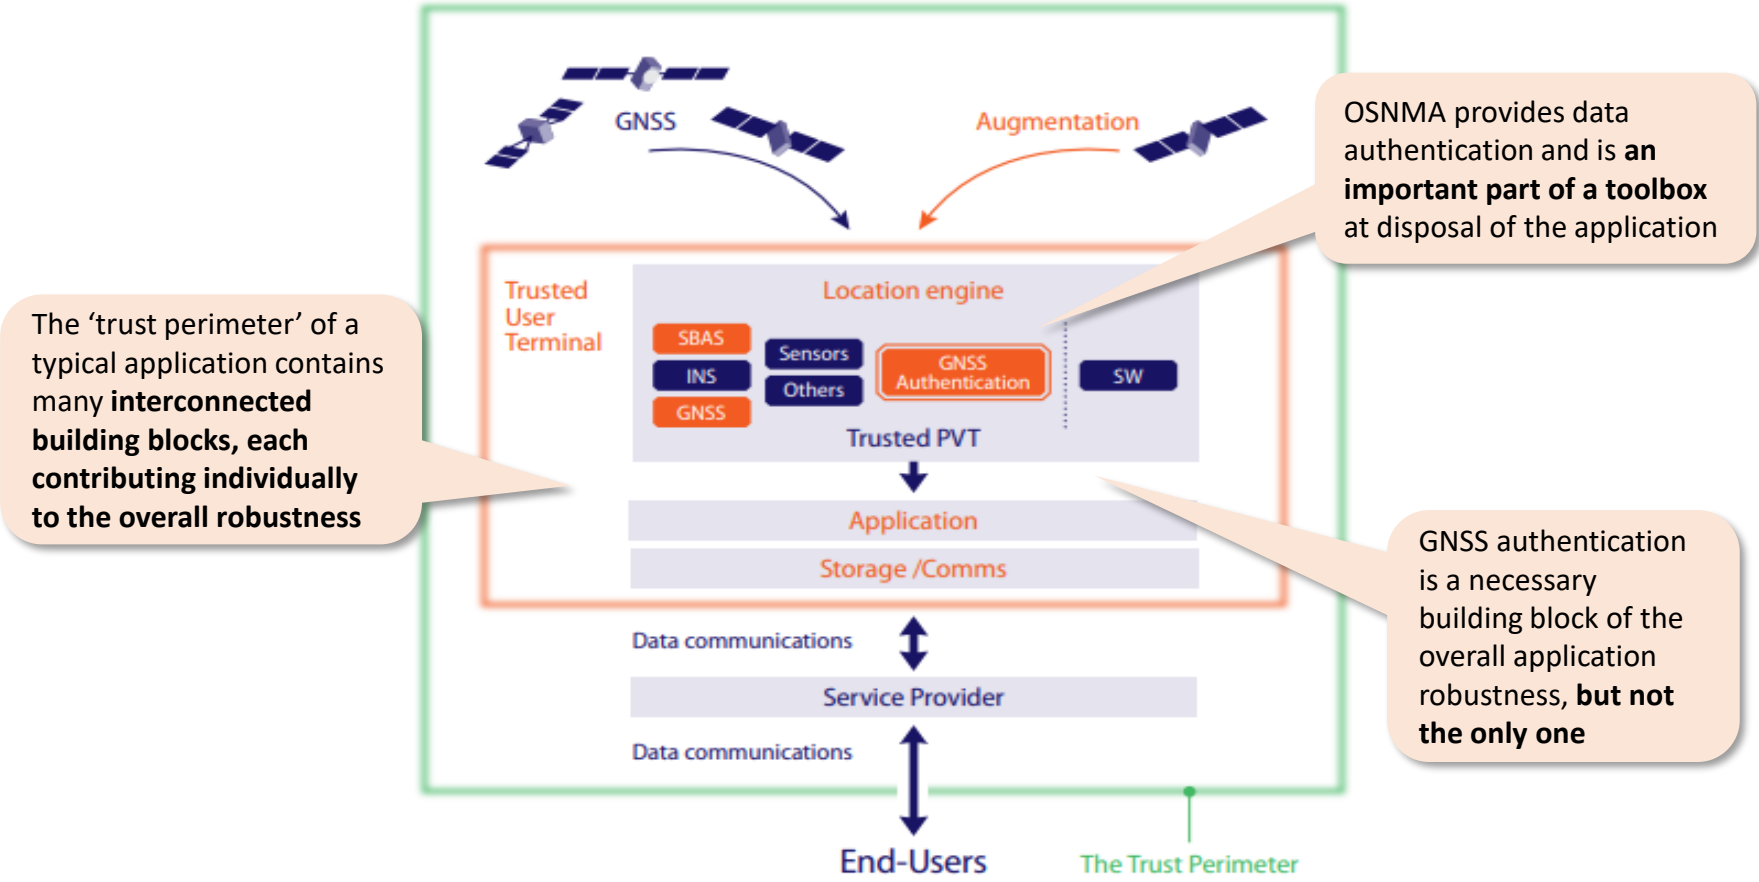 GNSS
Augmentation
OSNMA provides data
authentication and is an
important part of a toolbox
at disposal of the application
Trusted
User
Terminal
Location engine
SBAS
INS
GNSS
Sensors
Others
GNSS
Authentication
SW
Trusted PVT
The ‘trust perimeter’ of a
typical application contains
many interconnected
building blocks, each
contributing individually
to the overall robustness
Application
Storage /Comms
GNSS authentication
is a necessary
building block of the
overall application
robustness, but not
the only one
Data communications
Service Provider
Data communications
End-Users
The Trust Perimeter